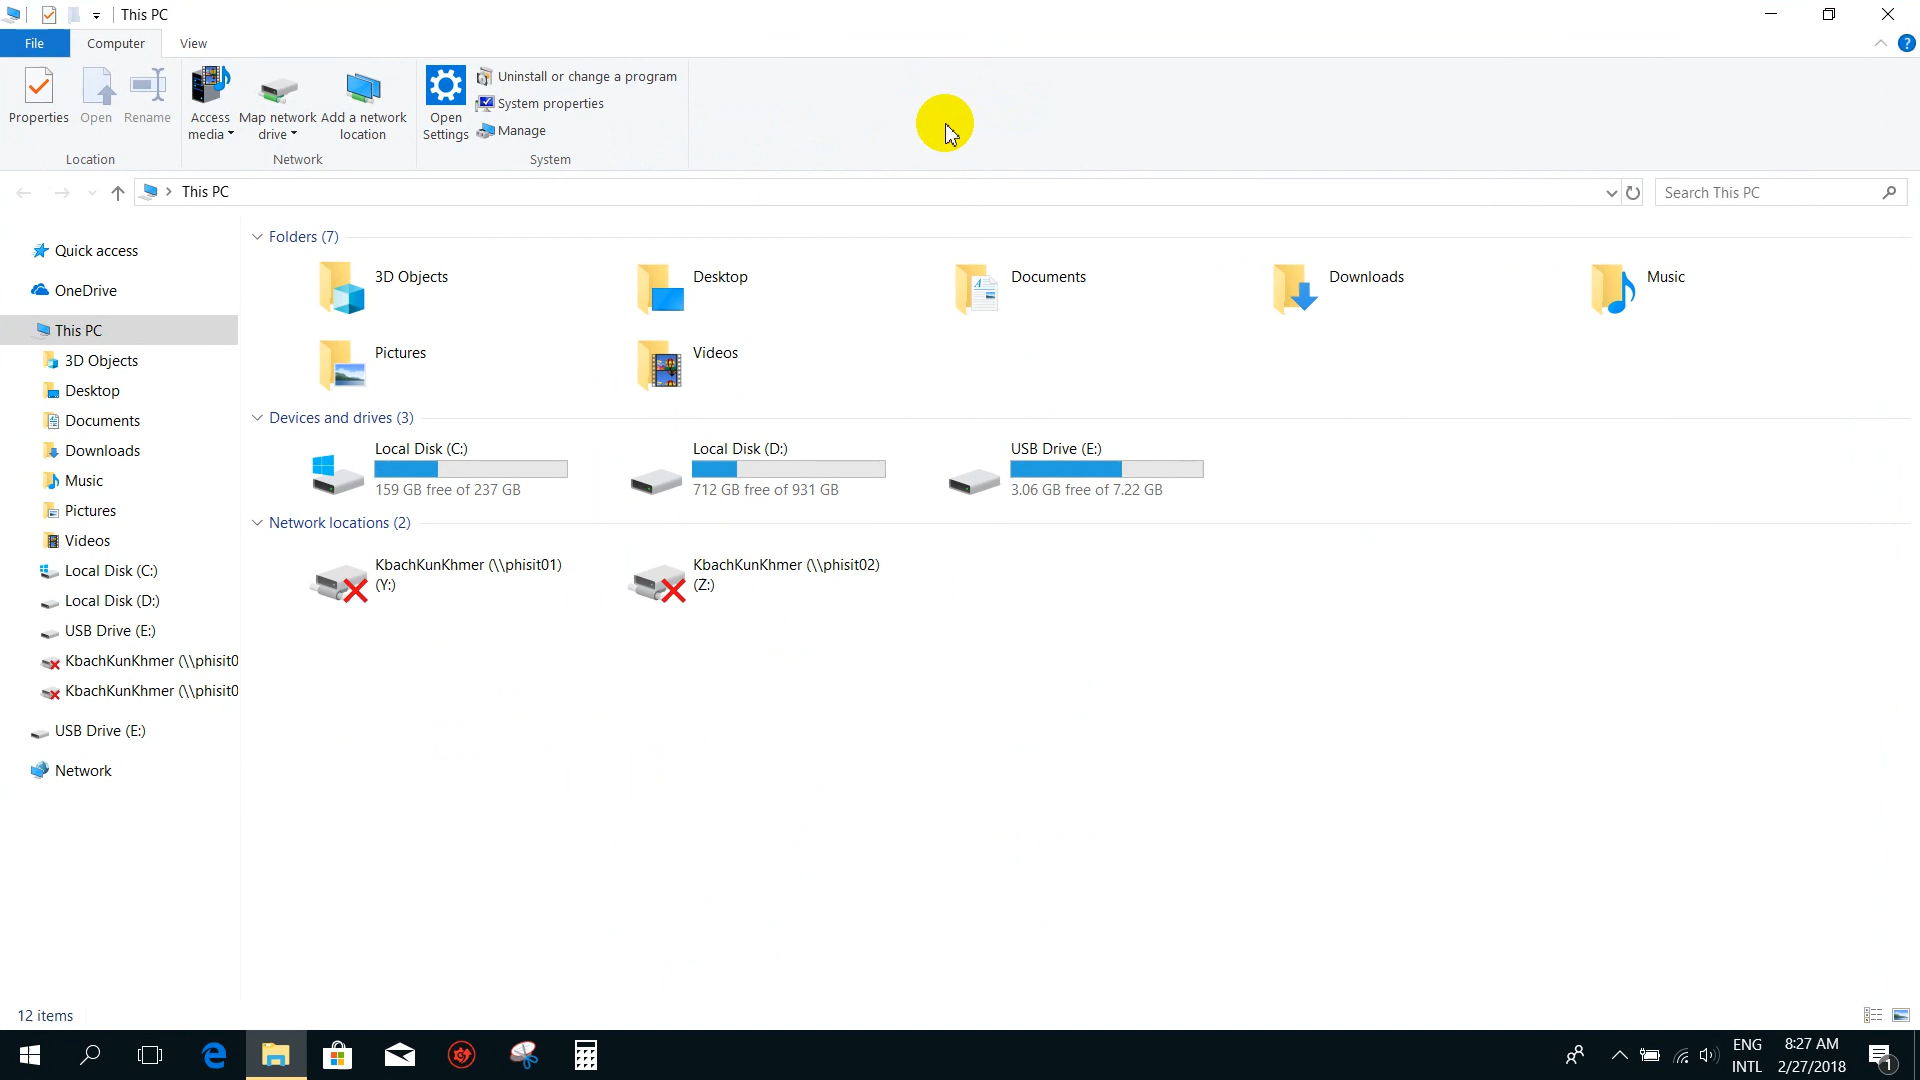 This PC
File
Computer
View
Properties
Open
Rename
Access
media
Map network
drive
Add a network
location
Open
Settings
Uninstall or change a program
System properties
Manage
Location
Network
System
This PC
Search This PC
Quick access
OneDrive
This PC
3D Objects
Desktop
Documents
Downloads
Music
Pictures
Videos
Local Disk (C:)
Local Disk (D:)
USB Drive (E:)
KbachKunKhmer (\\phisit0
KbachKunKhmer (\\phisit0
USB Drive (E:)
Network
Folders (7)
3D Objects
Desktop
Documents
Downloads
Music
Pictures
Videos
Devices and drives (3)
Local Disk (C:)
159 GB free of 237 GB
Local Disk (D:)
712 GB free of 931 GB
USB Drive (E:)
3.06 GB free of 7.22 GB
Network locations (2)
KbachKunKhmer (\\phisit01)
(Y:)
KbachKunKhmer (\\phisit02)
(Z:)
12 items
ENG
INTL
8:27 AM
2/27/2018
1